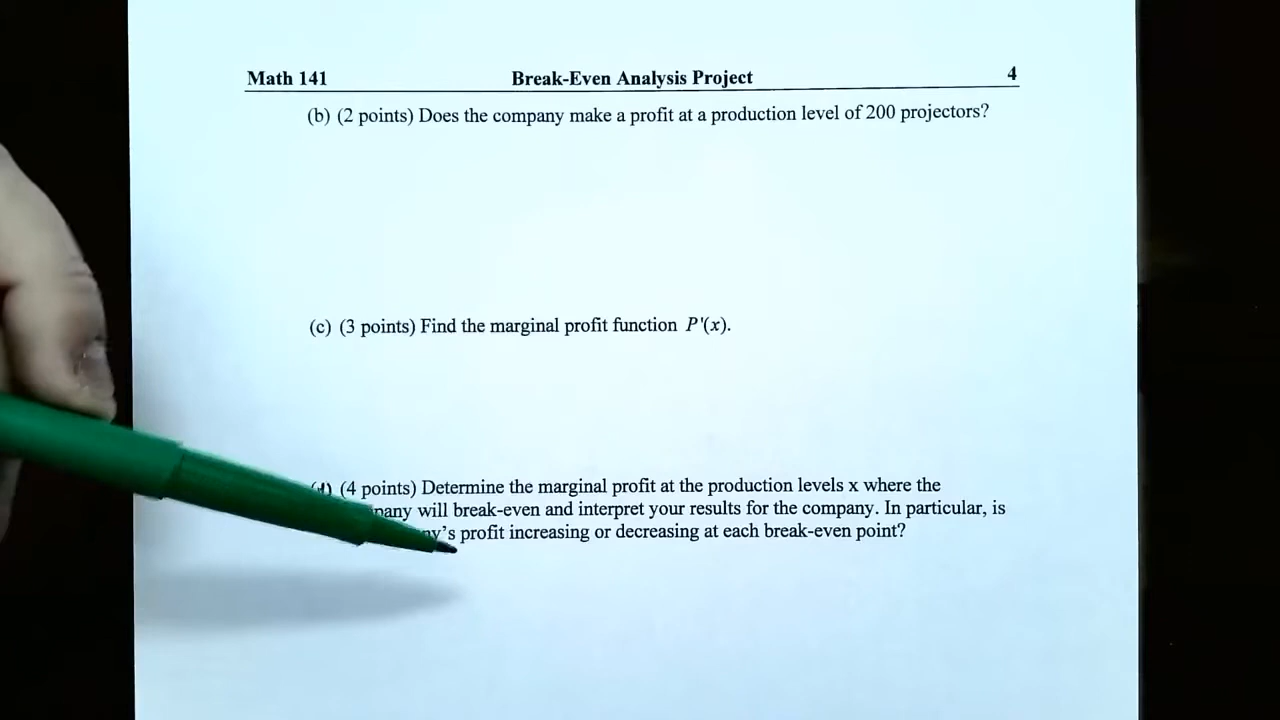 Math 141 Break-Even Analysis Project 4
(b) (2 points) Does the company make a profit at a production level of 200 projectors?
(c) (3 points) Find the marginal profit function P'(x).
(4 points) Determine the marginal profit at the production levels x where the
will break-even and interpret your results for the company. In particular, is
profit increasing or decreasing at each break-even point?